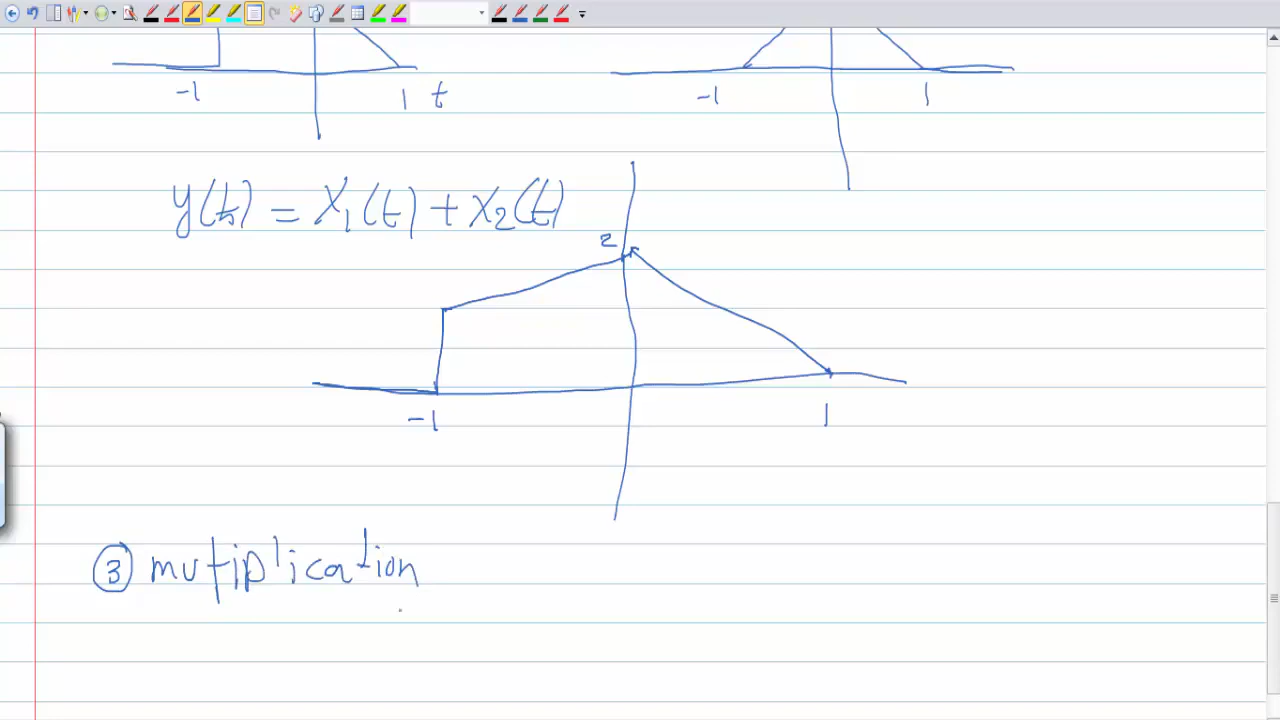 -1 1 t -1 1
y(t) = x1(t) + x2(t)
2
-1 1
③ mutiplication